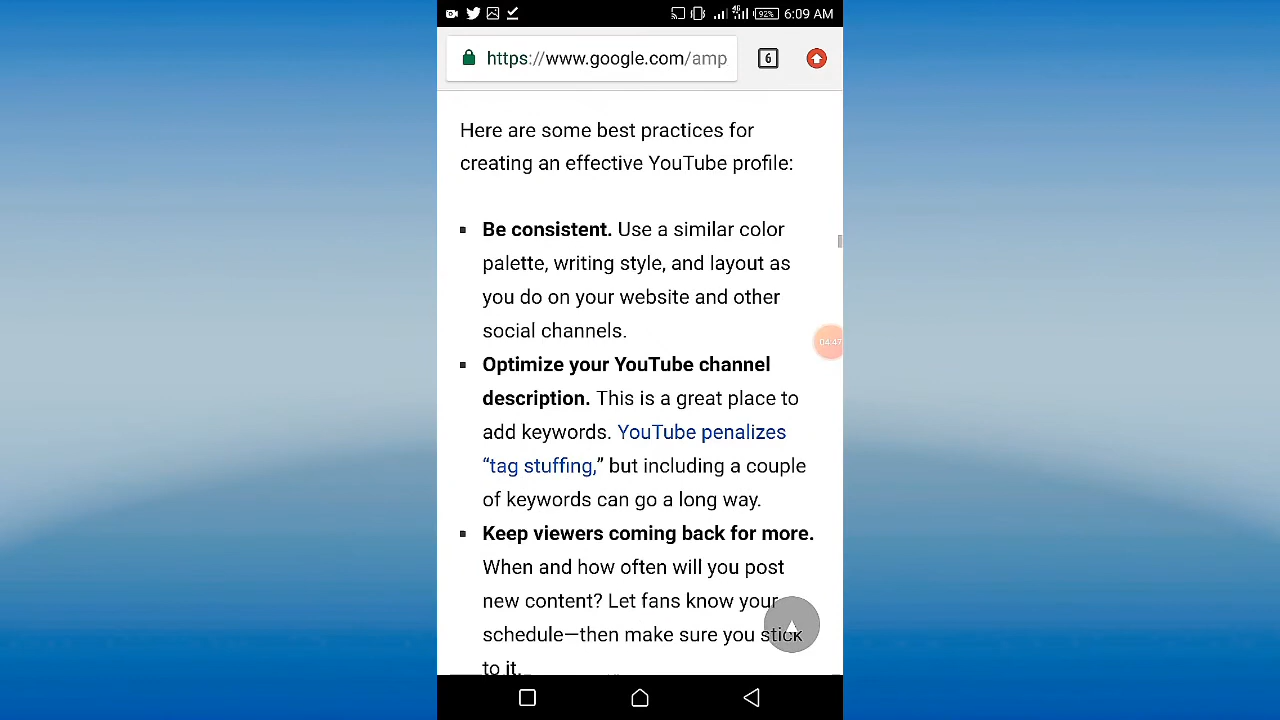 4G 92% 6:09 AM
https://www.google.com/amp 6
Here are some best practices for
creating an effective YouTube profile:
Be consistent. Use a similar color
palette, writing style, and layout as
you do on your website and other
social channels.
04:47
Optimize your YouTube channel
description. This is a great place to
add keywords. YouTube penalizes
“tag stuffing,” but including a couple
of keywords can go a long way.
Keep viewers coming back for more.
When and how often will you post
new content? Let fans know your
schedule—then make sure you stick
to it.